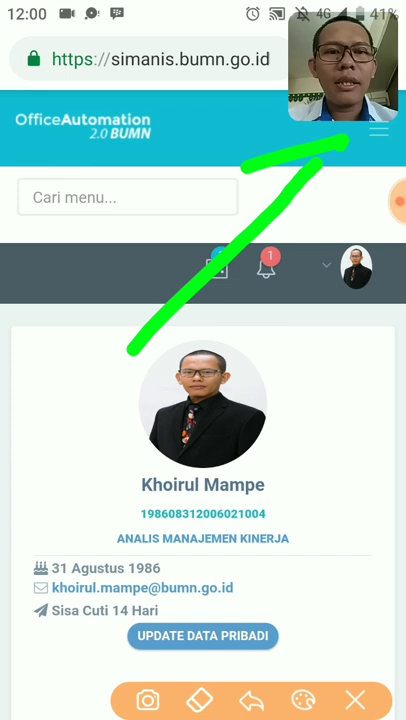 12:00
4G
41%
https://simanis.bumn.go.id
OfficeAutomation
2.0 BUMN
Cari menu...
1
Khoirul Mampe
198608312006021004
ANALIS MANAJEMEN KINERJA
31 Agustus 1986
khoirul.mampe@bumn.go.id
Sisa Cuti 14 Hari
UPDATE DATA PRIBADI